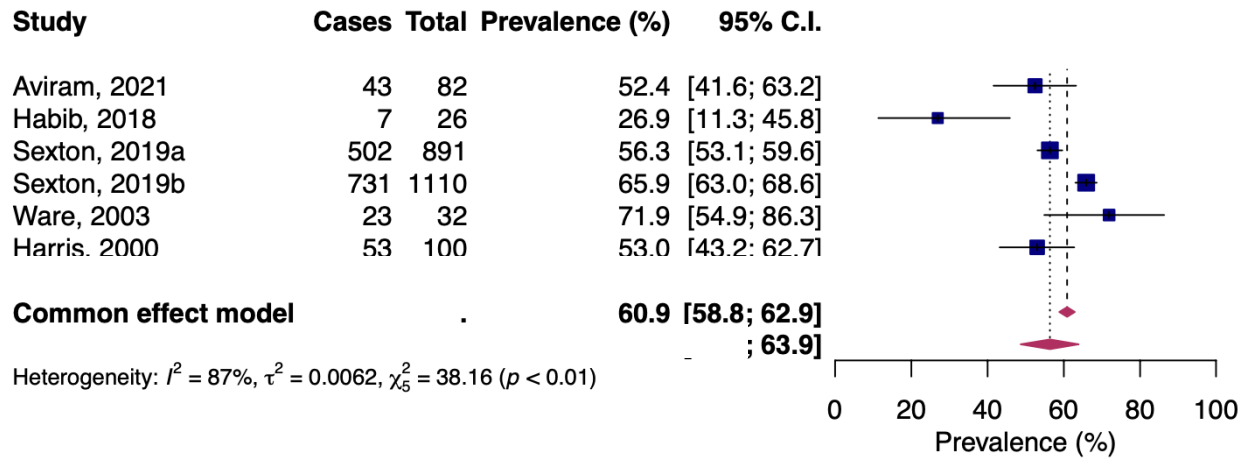 Study Cases Total Prevalence (%) 95% C.I.
Aviram, 2021 43 82 52.4 [41.6; 63.2]
Habib, 2018 7 26 26.9 [11.3; 45.8]
Sexton, 2019a 502 891 56.3 [53.1; 59.6]
Sexton, 2019b 731 1110 65.9 [63.0; 68.6]
Ware, 2003 23 32 71.9 [54.9; 86.3]
Harris, 2000 53 100 53.0 [43.2; 62.7]
Common effect model . 60.9 [58.8; 62.9]
; 63.9]
Heterogeneity: I² = 87%, τ² = 0.0062, χ²₅ = 38.16 (p < 0.01)
0 20 40 60 80 100
Prevalence (%)